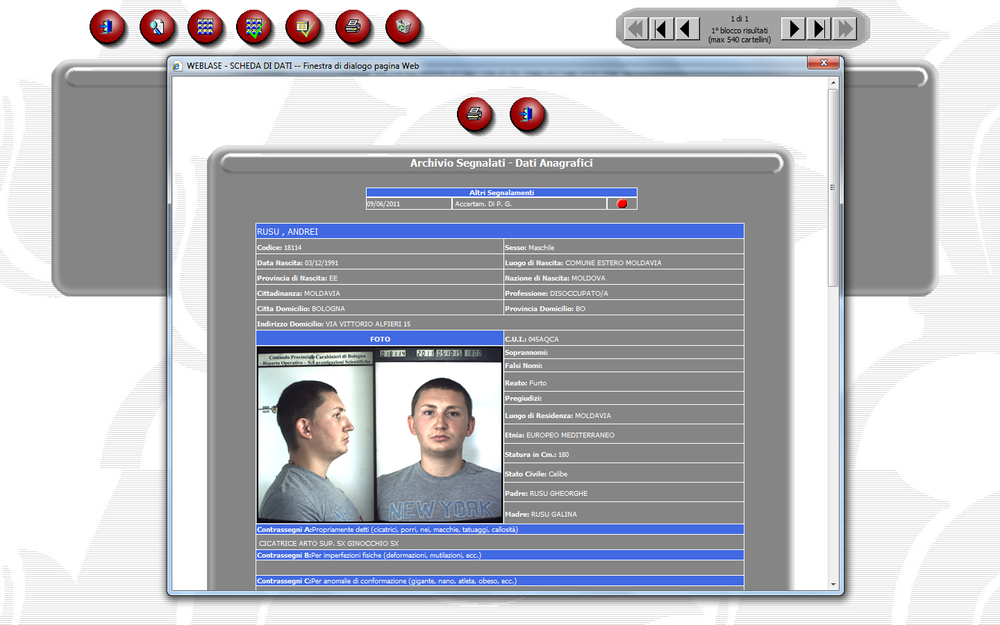 1 di 1
1° blocco risultati
(max 540 cartellini)
WEBLASE - SCHEDA DI DATI -- Finestra di dialogo pagina Web
Archivio Segnalati - Dati Anagrafici
Altri Segnalamenti
09/06/2011 Accertam. Di P. G.
RUSU , ANDREI
Codice: 18114 Sesso: Maschile
Data Nascita: 03/12/1991 Luogo di Nascita: COMUNE ESTERO MOLDAVIA
Provincia di Nascita: EE Nazione di Nascita: MOLDOVA
Cittadinanza: MOLDAVIA Professione: DISOCCUPATO/A
Citta Domicilio: BOLOGNA Provincia Domicilio: BO
Indirizzo Domicilio: VIA VITTORIO ALFIERI 15
FOTO C.U.I.: 045AQCA
Comando Provinciale Carabinieri di Bologna
- Reparto Operativo – S. Investigazioni Scientifiche -
018114 2011 05:10:15 1800
NEW YORK
Soprannomi:
Falsi Nomi:
Reato: Furto
Pregiudizi:
Luogo di Residenza: MOLDAVIA
Etnia: EUROPEO MEDITERRANEO
Statura in Cm.: 180
Stato Civile: Celibe
Padre: RUSU GHEORGHE
Madre: RUSU GALINA
Contrassegni A:Propriamente detti (cicatrici, porri, nei, macchie, tatuaggi, callosità)
CICATRICE ARTO SUP. SX GINOCCHIO SX
Contrassegni B:Per imperfezioni fisiche (deformazioni, mutilazioni, ecc.)
Contrassegni C:Per anomalie di conformazione (gigante, nano, atleta, obeso, ecc.)